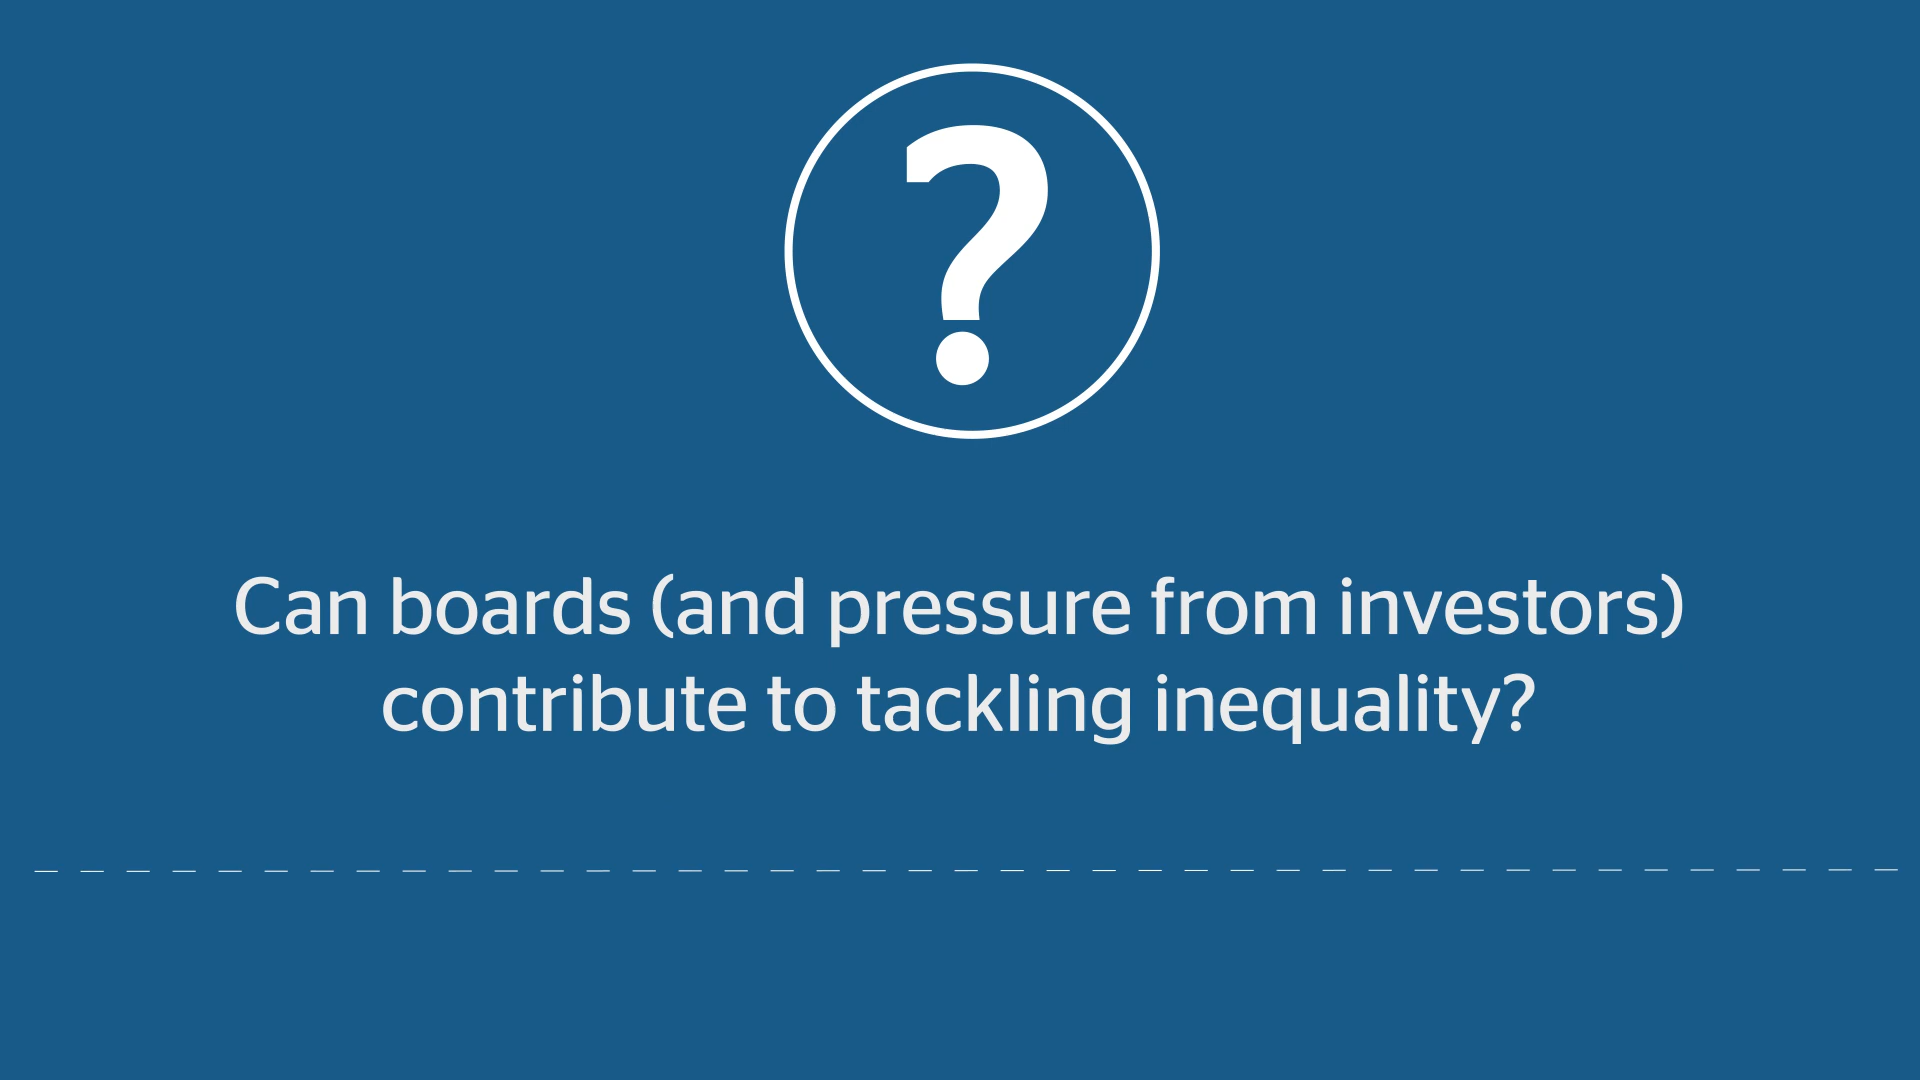 ?
Can boards (and pressure from investors)
contribute to tackling inequality?